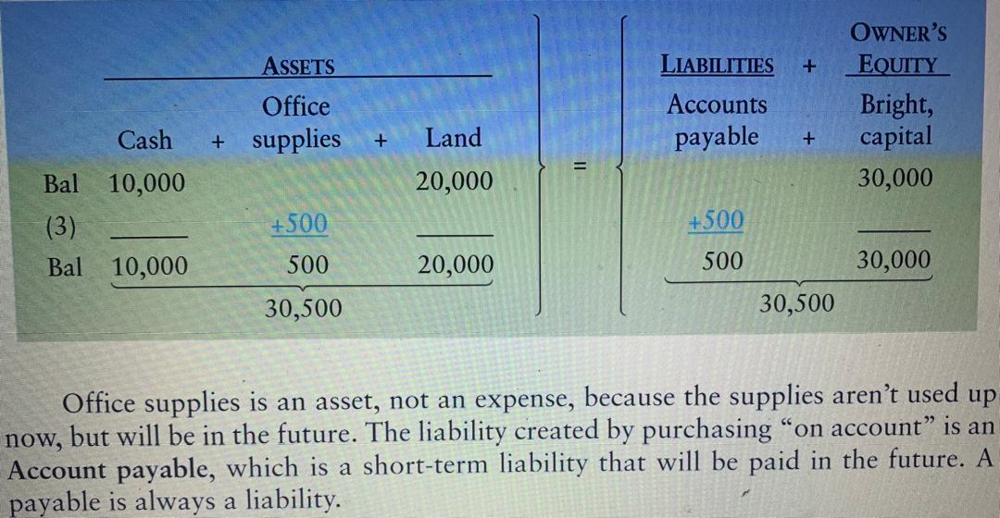 OWNER'S
ASSETS LIABILITIES + EQUITY
Office Accounts Bright,
Cash + supplies + Land payable + capital
=
Bal 10,000 20,000 30,000
(3) +500 +500
Bal 10,000 500 20,000 500 30,000
30,500 30,500
Office supplies is an asset, not an expense, because the supplies aren't used up
now, but will be in the future. The liability created by purchasing “on account” is an
Account payable, which is a short-term liability that will be paid in the future. A
payable is always a liability.